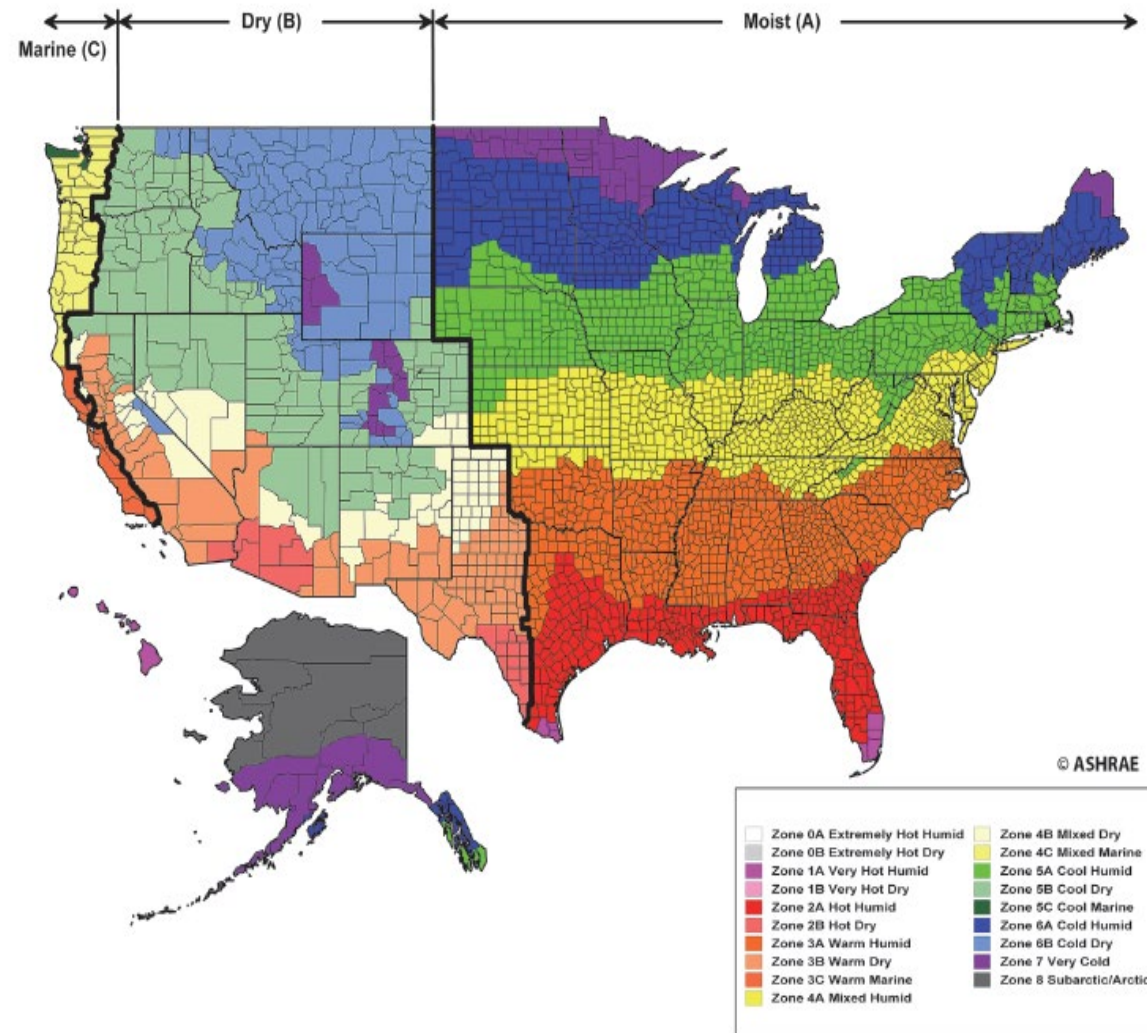 Dry (B)
Moist (A)
Marine (C)
© ASHRAE
Zone 0A Extremely Hot Humid
Zone 0B Extremely Hot Dry
Zone 1A Very Hot Humid
Zone 1B Very Hot Dry
Zone 2A Hot Humid
Zone 2B Hot Dry
Zone 3A Warm Humid
Zone 3B Warm Dry
Zone 3C Warm Marine
Zone 4A Mixed Humid
Zone 4B Mixed Dry
Zone 4C Mixed Marine
Zone 5A Cool Humid
Zone 5B Cool Dry
Zone 5C Cool Marine
Zone 6A Cold Humid
Zone 6B Cold Dry
Zone 7 Very Cold
Zone 8 Subarctic/Arctic